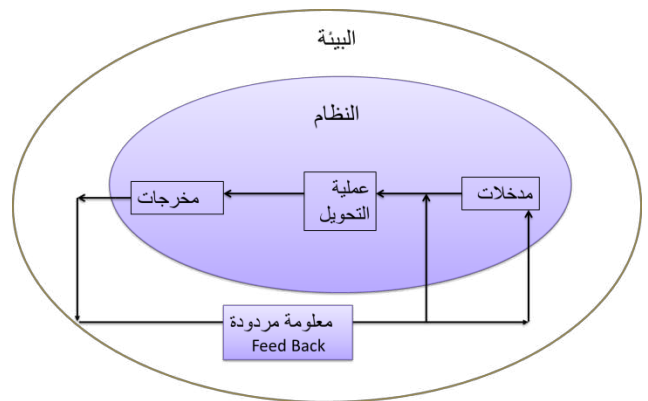 البيئة
النظام
مدخلات
عملية
التحويل
مخرجات
معلومة مردودة
Feed Back